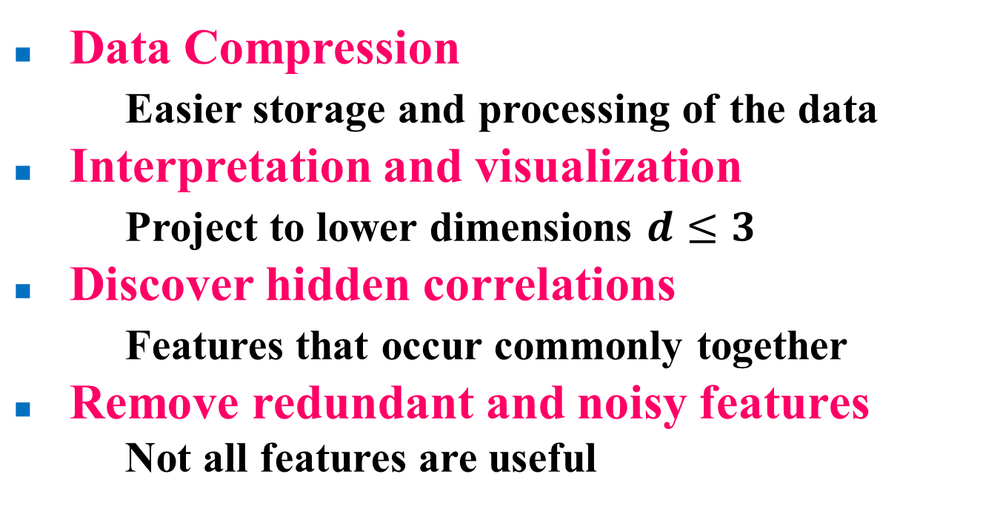 ▪ Data Compression
Easier storage and processing of the data
▪ Interpretation and visualization
Project to lower dimensions d ≤ 3
▪ Discover hidden correlations
Features that occur commonly together
▪ Remove redundant and noisy features
Not all features are useful